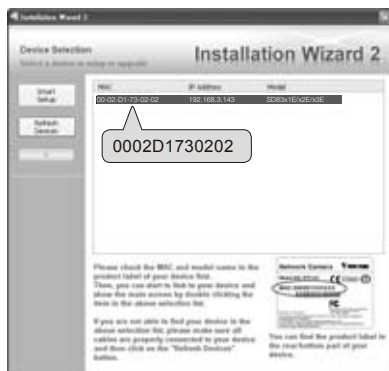 Installation Wizard 2
Device Selection
Select a device to setup or upgrade
Installation Wizard 2
Smart
Setup
Refresh
Devices
MAC IP Address Model
00-02-D1-73-02-02 192.168.3.143 SD83x1E/x2E/x3E
0002D1730202
Please check the MAC and model name in the
product label of your device first.
Then, you can start to link to your device and
show the main access by double clicking the
item in the above selection list.
If you are not able to find your device in the
above selection list, please make sure all
cables are properly connected to your device
and then click on the "Refresh Devices"
button.
Network Camera
You can find the product label in
the rear/bottom part of your
device.